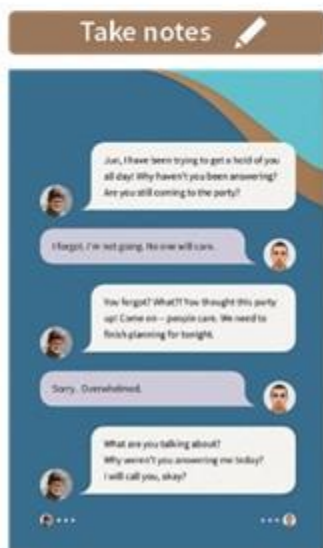 Take notes
Jun, I have been trying to get a hold of you
all day! Why haven't you been answering?
Are you still coming to the party?
I forgot. I'm not going. No one will care.
You forgot? What?! You thought this party
up! Come on – people care. We need to
finish planning for tonight.
Sorry. Overwhelmed.
What are you talking about?
Why weren't you answering me today?
I will call you, okay?